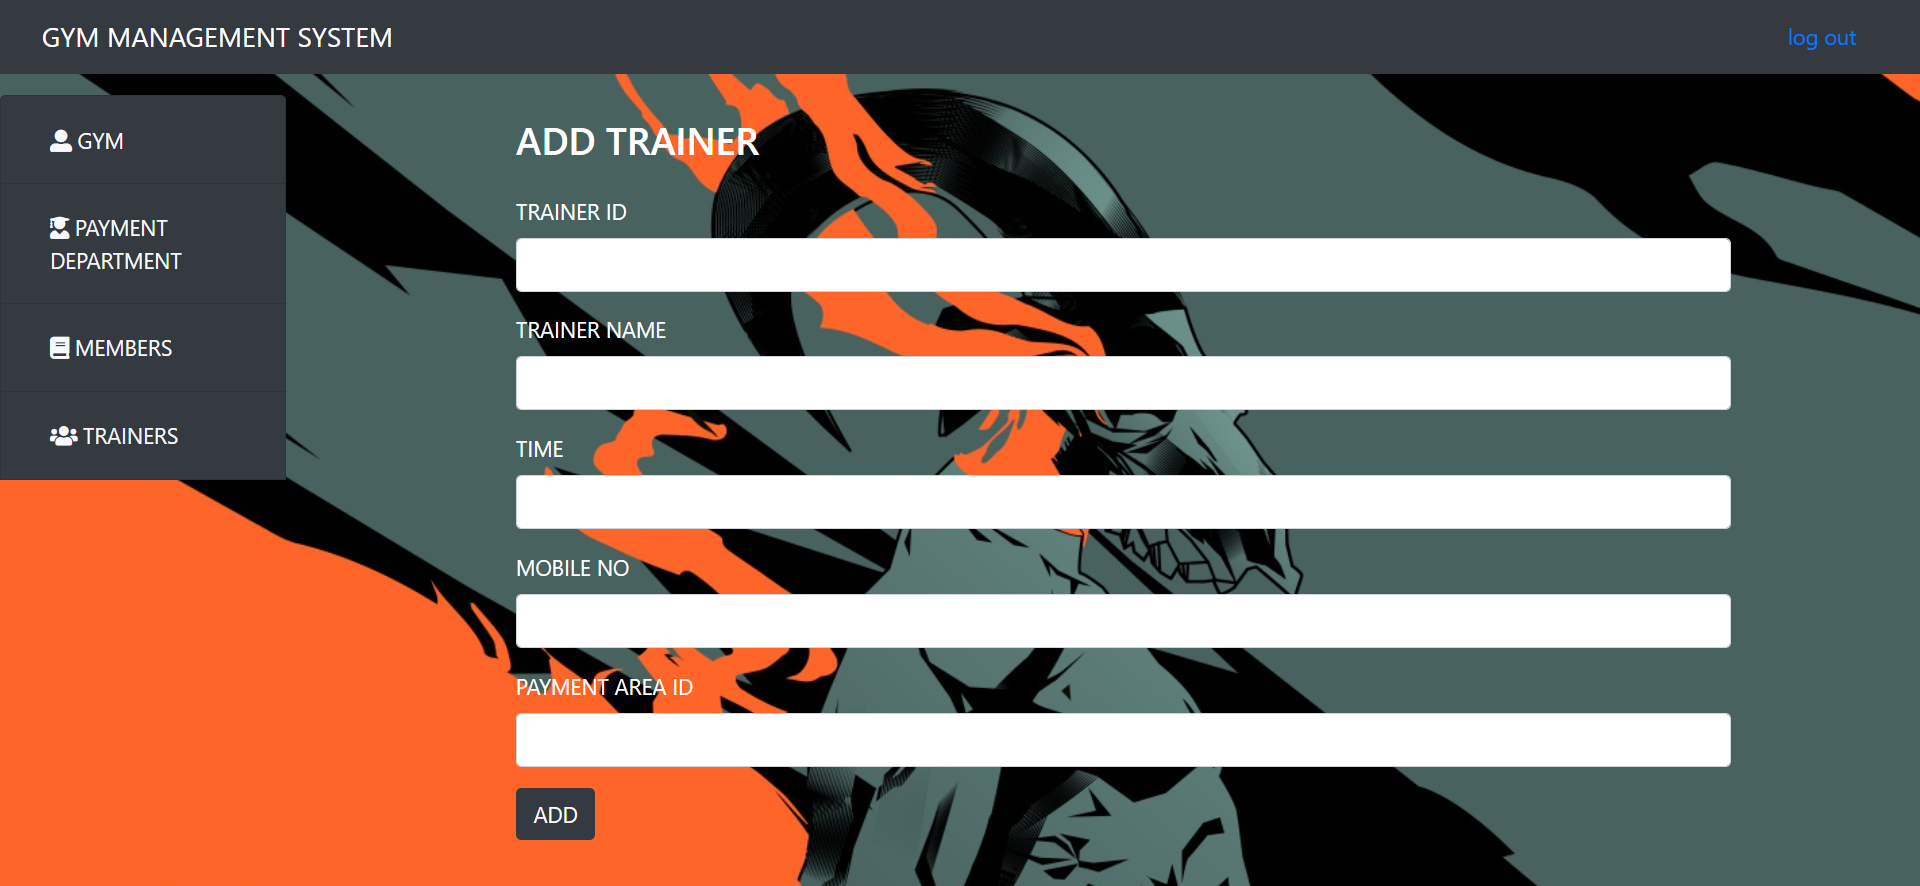 GYM MANAGEMENT SYSTEM
log out
GYM
PAYMENT
DEPARTMENT
MEMBERS
TRAINERS
ADD TRAINER
TRAINER ID
TRAINER NAME
TIME
MOBILE NO
PAYMENT AREA ID
ADD